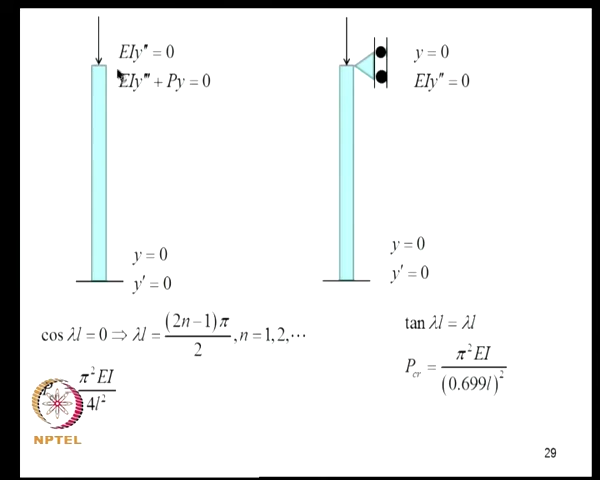 EIy″ = 0
EIy‴ + Py = 0
y = 0
y′ = 0
cos λl = 0 ⇒ λl = (2n−1)π / 2 , n = 1, 2, ⋯
π²EI / 4l²
y = 0
EIy″ = 0
y = 0
y′ = 0
tan λl = λl
P_cr = π²EI / (0.699l)²
NPTEL
29